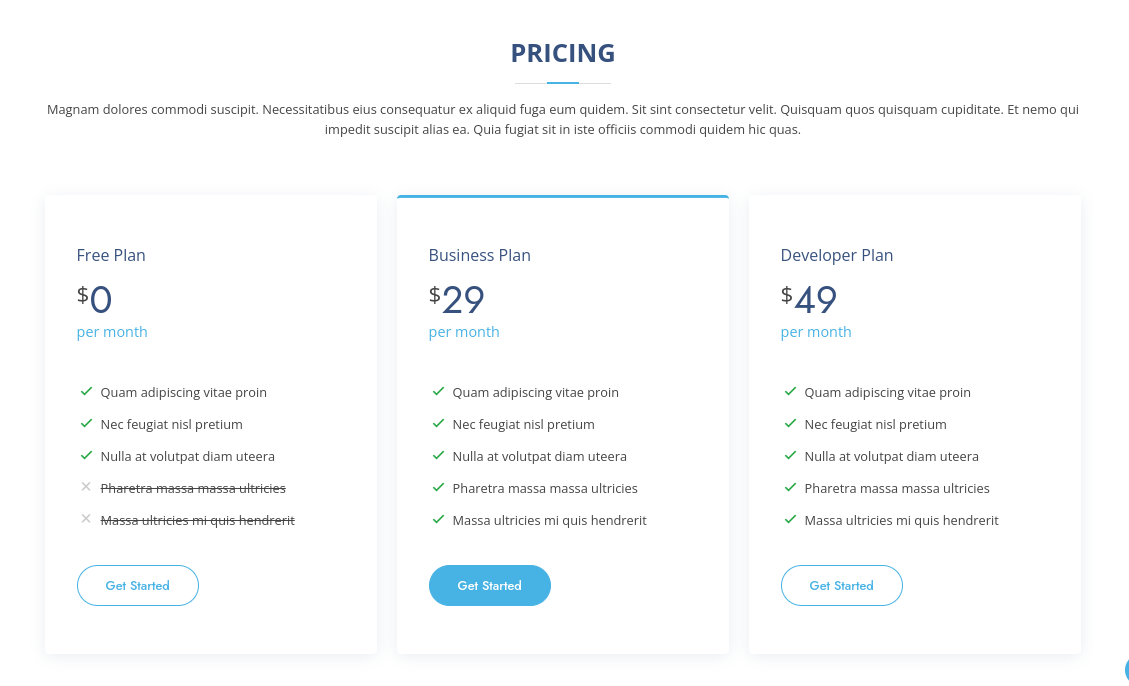 PRICING
Magnam dolores commodi suscipit. Necessitatibus eius consequatur ex aliquid fuga eum quidem. Sit sint consectetur velit. Quisquam quos quisquam cupiditate. Et nemo qui
impedit suscipit alias ea. Quia fugiat sit in iste officiis commodi quidem hic quas.
Free Plan
$0
per month
Quam adipiscing vitae proin
Nec feugiat nisl pretium
Nulla at volutpat diam uteera
Pharetra massa massa ultricies
Massa ultricies mi quis hendrerit
Get Started
Business Plan
$29
per month
Quam adipiscing vitae proin
Nec feugiat nisl pretium
Nulla at volutpat diam uteera
Pharetra massa massa ultricies
Massa ultricies mi quis hendrerit
Get Started
Developer Plan
$49
per month
Quam adipiscing vitae proin
Nec feugiat nisl pretium
Nulla at volutpat diam uteera
Pharetra massa massa ultricies
Massa ultricies mi quis hendrerit
Get Started